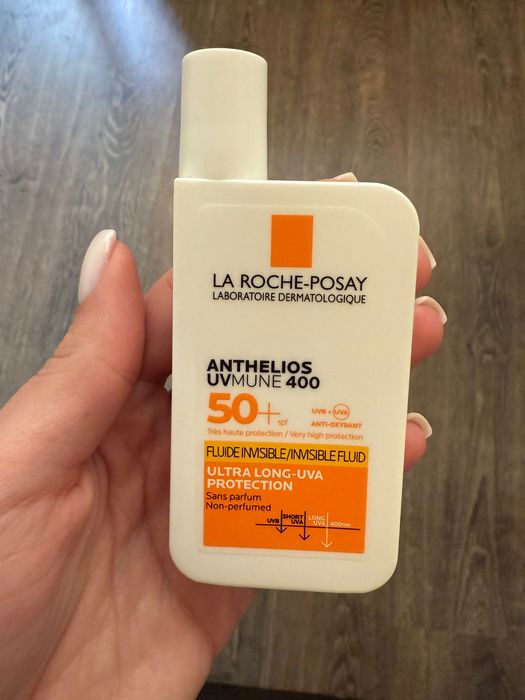 LA ROCHE-POSAY
LABORATOIRE DERMATOLOGIQUE
ANTHELIOS
UVMUNE 400
50+ spf
UVB + UVA
ANTI-OXYDANT
Très haute protection / Very high protection
FLUIDE INVISIBLE/INVISIBLE FLUID
ULTRA LONG-UVA
PROTECTION
Sans parfum
Non-perfumed
UVB
SHORT
UVA
LONG
UVA
400nm